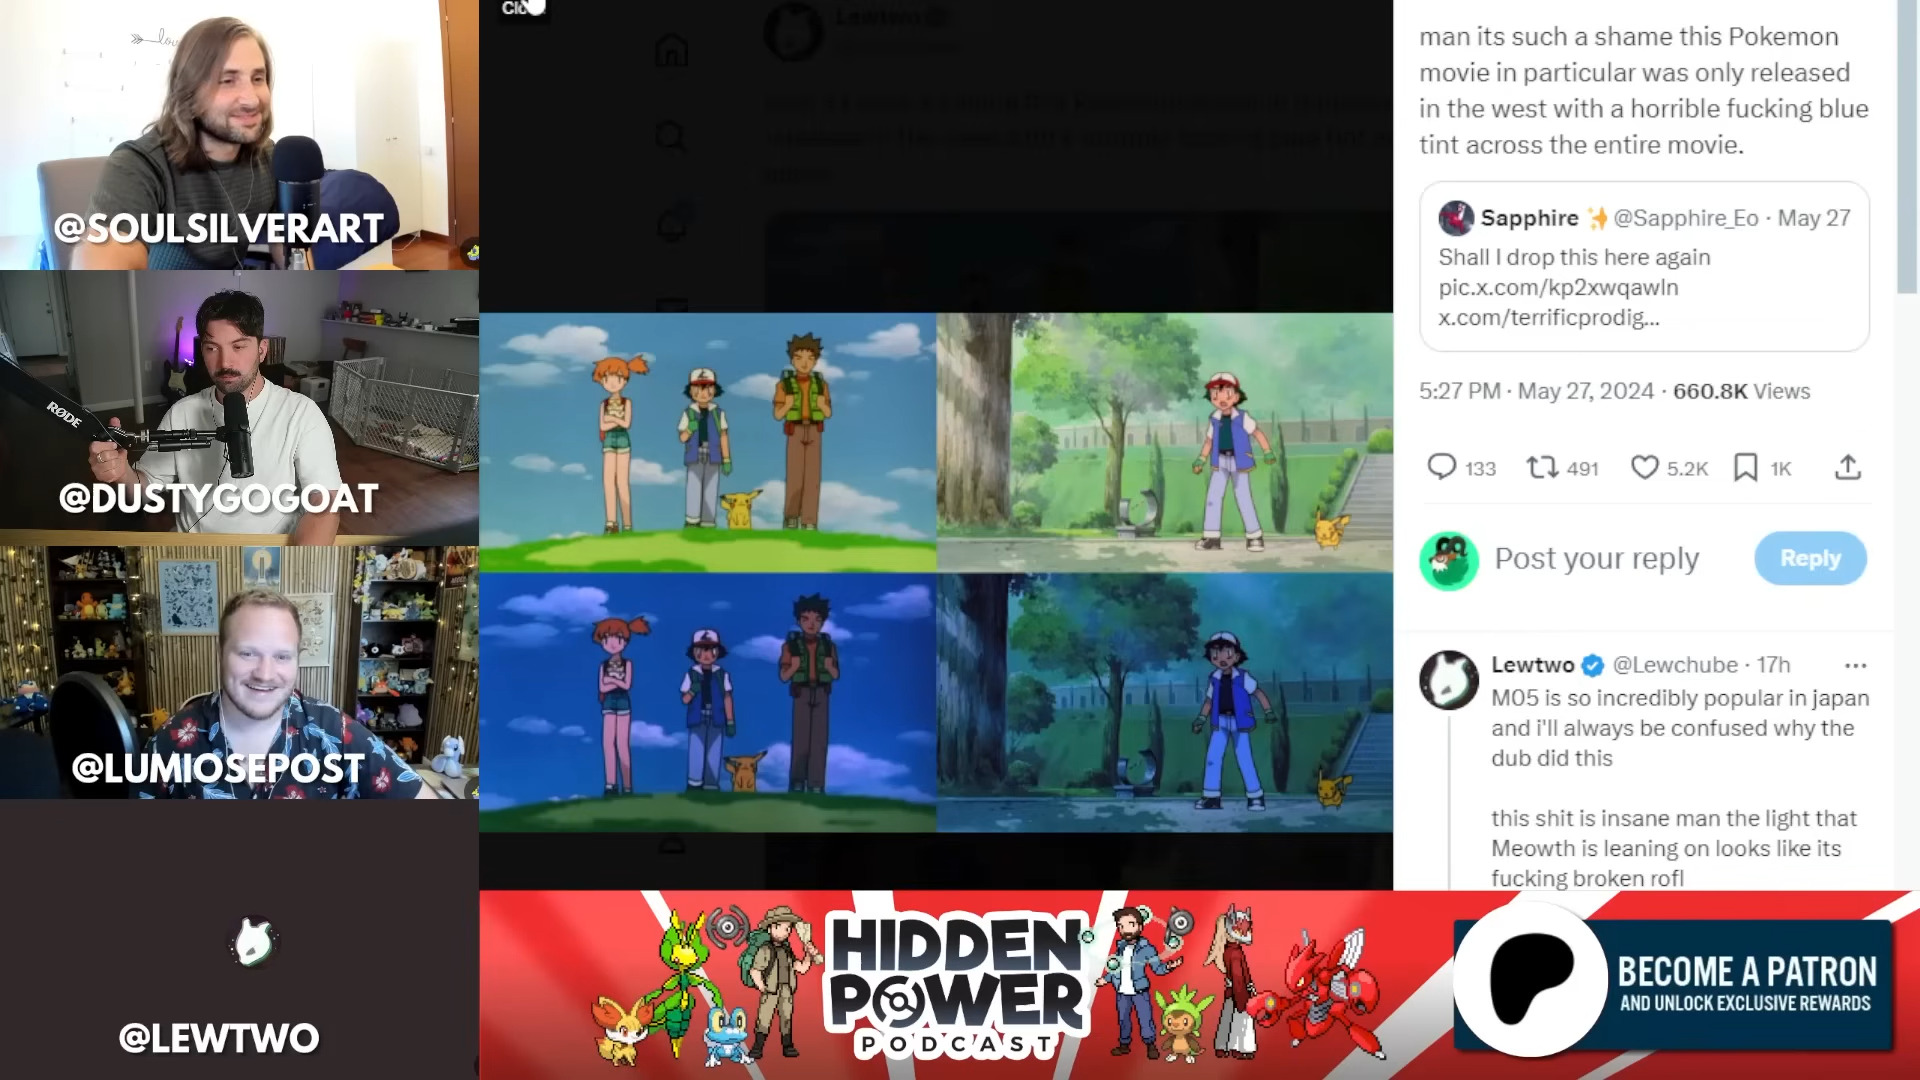 @SOULSILVERART
RØDE
@DUSTYGOGOAT
@LUMIOSEPOST
@LEWTWO
man its such a shame this Pokemon
movie in particular was only released
in the west with a horrible fucking blue
tint across the entire movie.
Sapphire ✨ @Sapphire_Eo · May 27
Shall I drop this here again
pic.x.com/kp2xwqawln
x.com/terrificprodig...
5:27 PM · May 27, 2024 · 660.8K Views
133 491 5.2K 1K
Post your reply
Reply
Lewtwo @Lewchube · 17h
M05 is so incredibly popular in japan
and i'll always be confused why the
dub did this
this shit is insane man the light that
Meowth is leaning on looks like its
fucking broken rofl
HIDDEN
POWER
PODCAST
BECOME A PATRON
AND UNLOCK EXCLUSIVE REWARDS